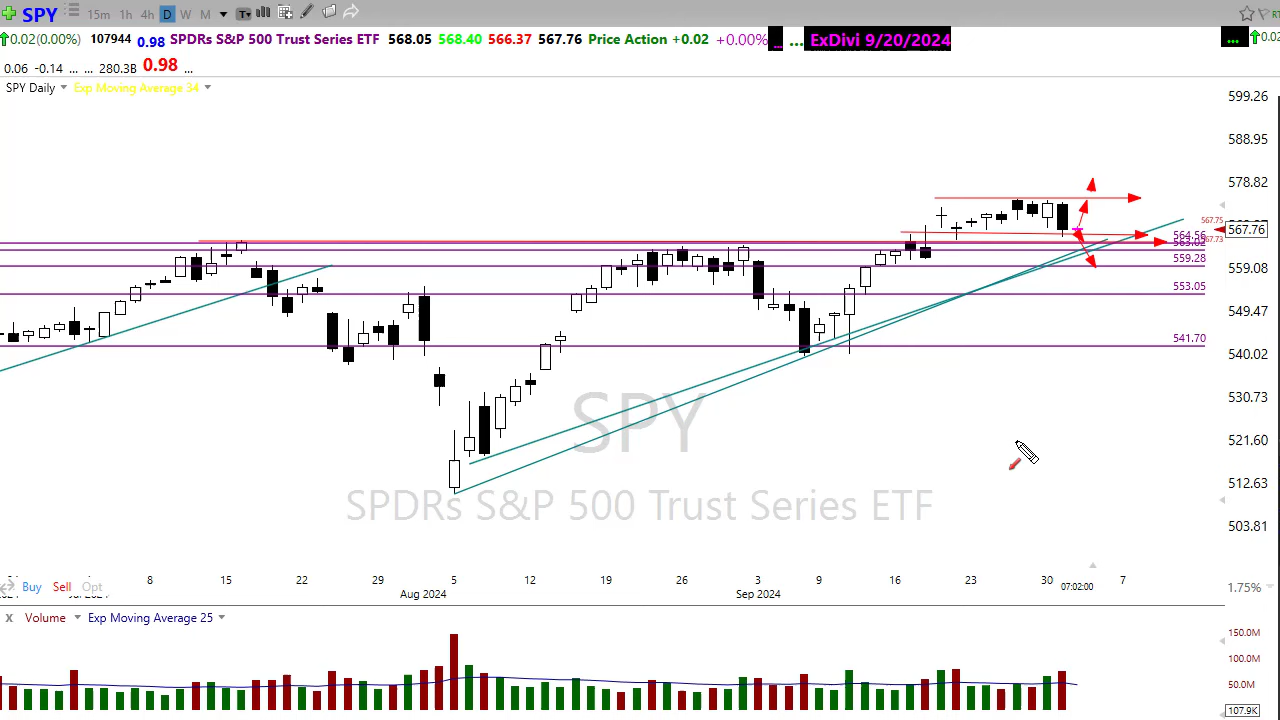 SPY 15m 1h 4h D W M T
0.02(0.00%) 107944 0.98 SPDRs S&P 500 Trust Series ETF 568.05 568.40 566.37 567.76 Price Action +0.02 +0.00% ... ... ExDivi 9/20/2024 ... 0.02
0.06 -0.14 ... ... 280.3B 0.98 ...
SPY Daily Exp Moving Average 34
599.26
588.95
578.82
567.75
567.76
564.56
567.73
559.28
559.08
553.05
549.47
541.70
540.02
530.73
SPY
521.60
512.63
SPDRs S&P 500 Trust Series ETF
503.81
8 15 22 29 5 12 19 26 3 9 16 23 30 7
Buy Sell Opt 07:02:00 1.75%
Aug 2024 Sep 2024
X Volume Exp Moving Average 25
150.0M
100.0M
50.0M
107.9K